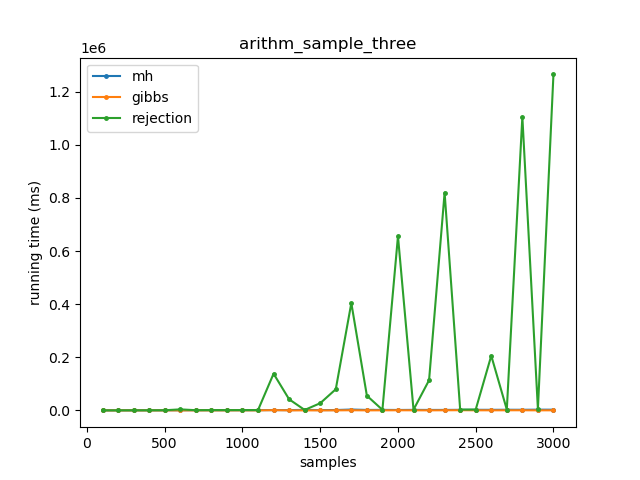 arithm_sample_three
1e6
mh
gibbs
rejection
1.2
1.0
0.8
0.6
0.4
0.2
0.0
running time (ms)
0 500 1000 1500 2000 2500 3000
samples